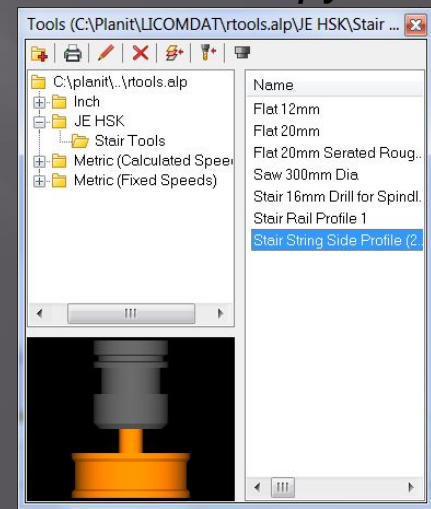 Tools (C:\Planit\LICOMDAT\rtools.alp\JE HSK\Stair ...
C:\planit\..\rtools.alp
Inch
JE HSK
Stair Tools
Metric (Calculated Spee
Metric (Fixed Speeds)
Name
Flat 12mm
Flat 20mm
Flat 20mm Serated Roug..
Saw 300mm Dia
Stair 16mm Drill for Spindl.
Stair Rail Profile 1
Stair String Side Profile (2.